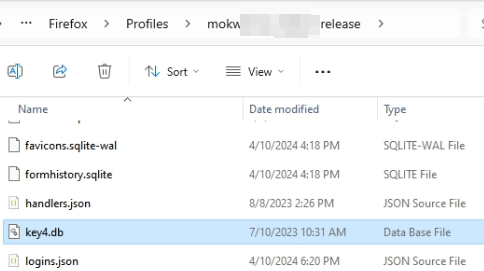 Firefox > Profiles > mokw release >
Sort View
Name Date modified Type
favicons.sqlite-wal 4/10/2024 4:18 PM SQLITE-WAL File
formhistory.sqlite 4/10/2024 4:18 PM SQLITE File
handlers.json 8/8/2023 2:26 PM JSON Source File
key4.db 7/10/2023 10:31 AM Data Base File
logins.json 4/10/2024 6:20 PM JSON Source File